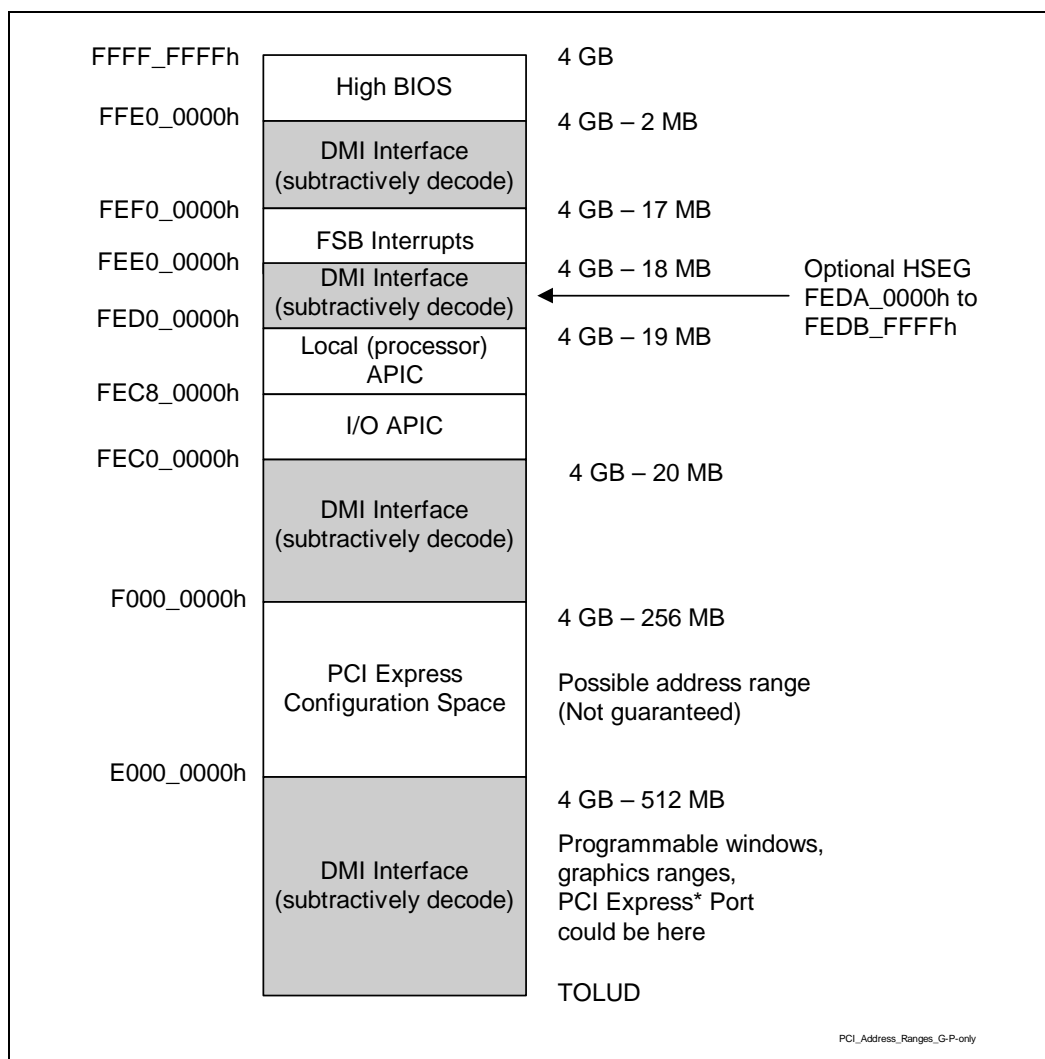 FFFF_FFFFh
4 GB
High BIOS
FFE0_0000h
4 GB – 2 MB
DMI Interface
(subtractively decode)
FEF0_0000h
4 GB – 17 MB
FSB Interrupts
FEE0_0000h
4 GB – 18 MB
DMI Interface
(subtractively decode)
Optional HSEG
FEDA_0000h to
FEDB_FFFFh
FED0_0000h
4 GB – 19 MB
Local (processor)
APIC
FEC8_0000h
I/O APIC
FEC0_0000h
4 GB – 20 MB
DMI Interface
(subtractively decode)
F000_0000h
4 GB – 256 MB
PCI Express
Configuration Space
Possible address range
(Not guaranteed)
E000_0000h
4 GB – 512 MB
DMI Interface
(subtractively decode)
Programmable windows,
graphics ranges,
PCI Express* Port
could be here
TOLUD
PCI_Address_Ranges_G-P-only